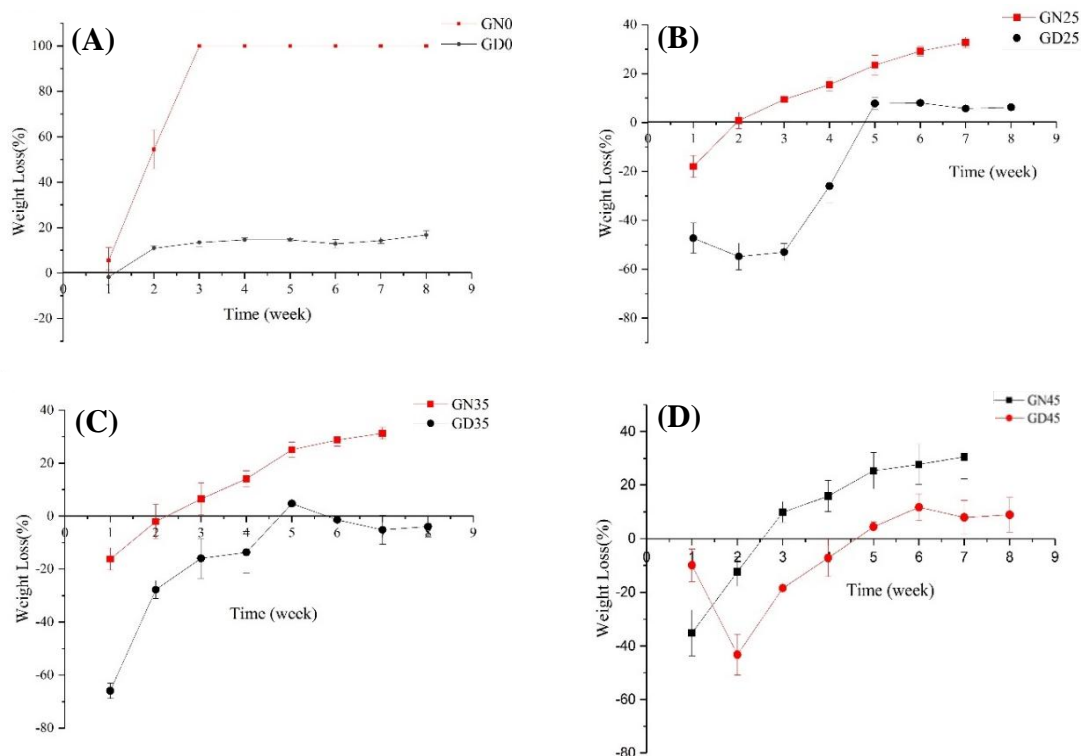 (A)
GN0
GD0
100
80
60
40
20
0
-20
Weight Loss(%)
0 1 2 3 4 5 6 7 8 9
Time (week)
(B)
GN25
GD25
40
20
0
-20
-40
-60
-80
Weight Loss(%)
0 1 2 3 4 5 6 7 8 9
Time (week)
(C)
GN35
GD35
40
20
0
-20
-40
-60
-80
Weight Loss(%)
0 1 2 3 4 5 6 7 8 9
Time (week)
(D)
GN45
GD45
40
20
0
-20
-40
-60
-80
Weight Loss(%)
0 1 2 3 4 5 6 7 8 9
Time (week)